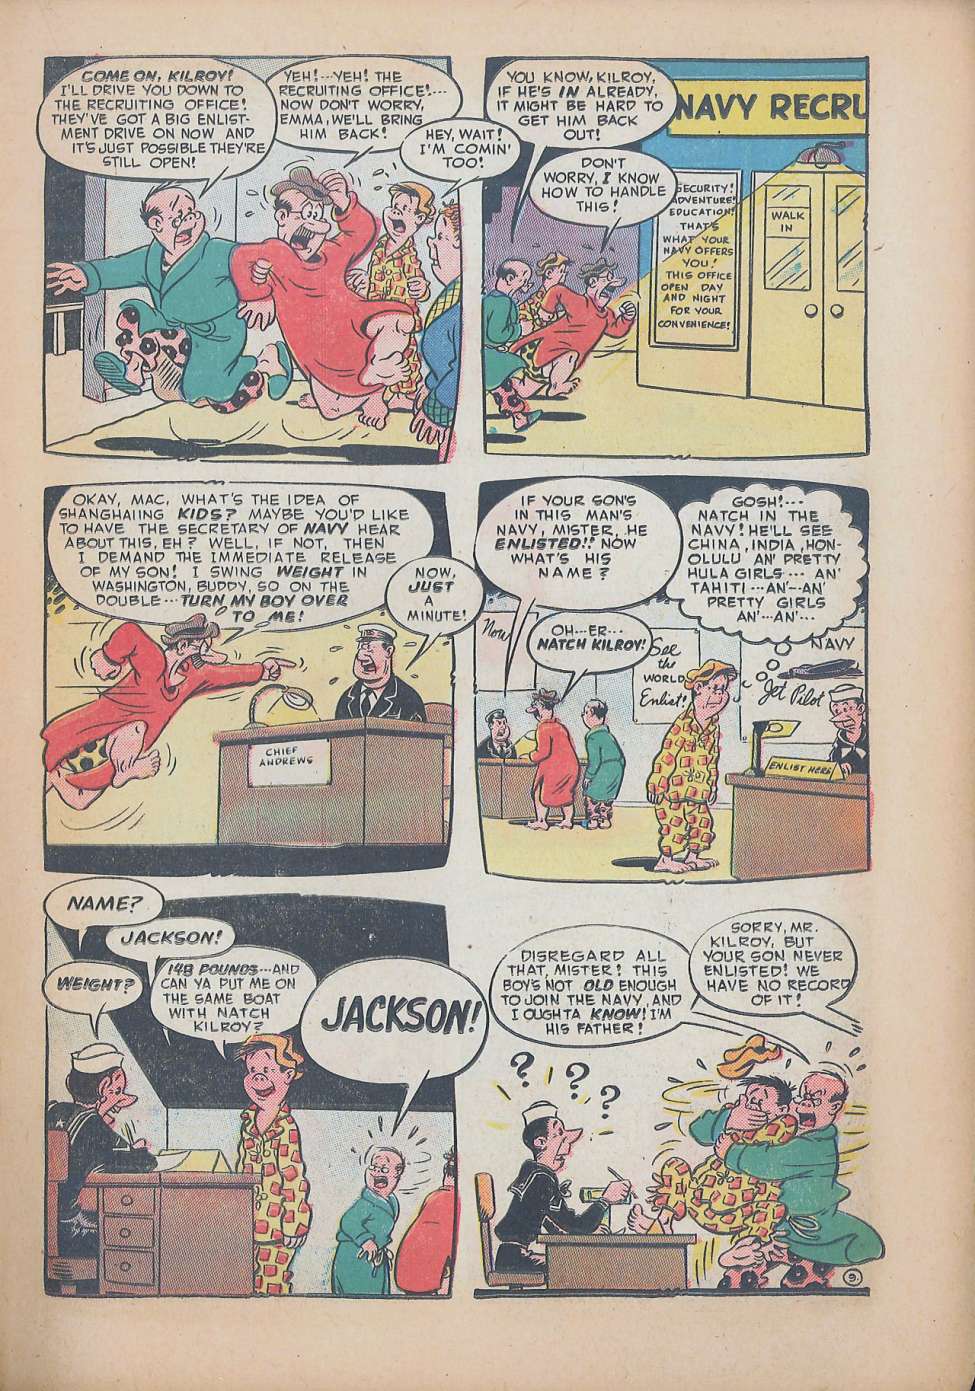 COME ON, KILROY!
I'LL DRIVE YOU DOWN TO
THE RECRUITING OFFICE!
THEY'VE GOT A BIG ENLIST-
MENT DRIVE ON NOW AND
IT'S JUST POSSIBLE THEY'RE
STILL OPEN!
YEH!---YEH! THE
RECRUITING OFFICE!---
NOW DON'T WORRY,
EMMA, WE'LL BRING
HIM BACK!
HEY, WAIT!
I'M COMIN'
TOO!
YOU KNOW, KILROY,
IF HE'S IN ALREADY,
IT MIGHT BE HARD TO
GET HIM BACK
OUT!
DON'T
WORRY, I KNOW
HOW TO HANDLE
THIS!
NAVY RECRU
SECURITY!
ADVENTURE!
EDUCATION!
THAT'S
WHAT YOUR
NAVY OFFERS
YOU!
THIS OFFICE
OPEN DAY
AND NIGHT
FOR YOUR
CONVENIENCE!
WALK
IN
OKAY, MAC, WHAT'S THE IDEA OF
SHANGHAIING KIDS? MAYBE YOU'D LIKE
TO HAVE THE SECRETARY OF NAVY HEAR
ABOUT THIS, EH? WELL, IF NOT, THEN
I DEMAND THE IMMEDIATE RELEASE
OF MY SON! I SWING WEIGHT IN
WASHINGTON, BUDDY, SO ON THE
DOUBLE---TURN MY BOY OVER
TO ME!
NOW,
JUST
A
MINUTE!
CHIEF
ANDREWS
IF YOUR SON'S
IN THIS MAN'S
NAVY, MISTER, HE
ENLISTED!! NOW
WHAT'S HIS
NAME?
OH---ER---
NATCH KILROY!
GOSH!---
NATCH IN THE
NAVY! HE'LL SEE
CHINA, INDIA, HON-
OLULU AN' PRETTY
HULA GIRLS--- AN'
TAHITI---AN'--AN'
PRETTY GIRLS
AN'---AN'---
Now
See
the
WORLD
Enlist!
NAVY
Jet Pilot
ENLIST HERE
NAME?
JACKSON!
WEIGHT?
148 POUNDS---AND
CAN YA PUT ME ON
THE SAME BOAT
WITH NATCH
KILROY?
JACKSON!
DISREGARD ALL
THAT, MISTER! THIS
BOY'S NOT OLD ENOUGH
TO JOIN THE NAVY, AND
I OUGHTA KNOW! I'M
HIS FATHER!
SORRY, MR.
KILROY, BUT
YOUR SON NEVER
ENLISTED! WE
HAVE NO RECORD
OF IT!
? ? ?
9